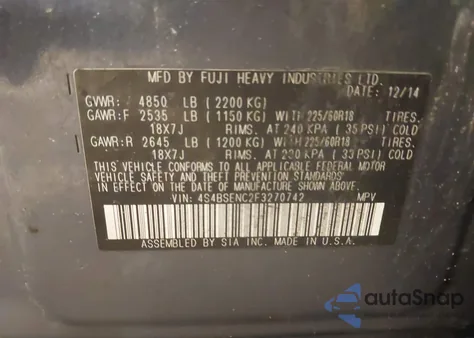 MFD BY FUJI HEAVY INDUSTRIES LTD.
DATE: 12/14
GVWR: 4850 LB (2200 KG)
GAWR:F 2535 LB (1150 KG) WITH 225/60R18 TIRES,
18X7J RIMS, AT 240 KPA (35 PSI) COLD
GAWR:R 2645 LB (1200 KG) WITH 225/60R18 TIRES,
18X7J RIMS, AT 230 KPA (33 PSI) COLD
THIS VEHICLE CONFORMS TO ALL APPLICABLE FEDERAL MOTOR
VEHICLE SAFETY AND THEFT PREVENTION STANDARDS
IN EFFECT ON THE DATE OF MANUFACTURE SHOWN ABOVE.
VIN: 4S4BSENC2F3270742 MPV
ASSEMBLED BY SIA INC. MADE IN U.S.A.
autoSnap